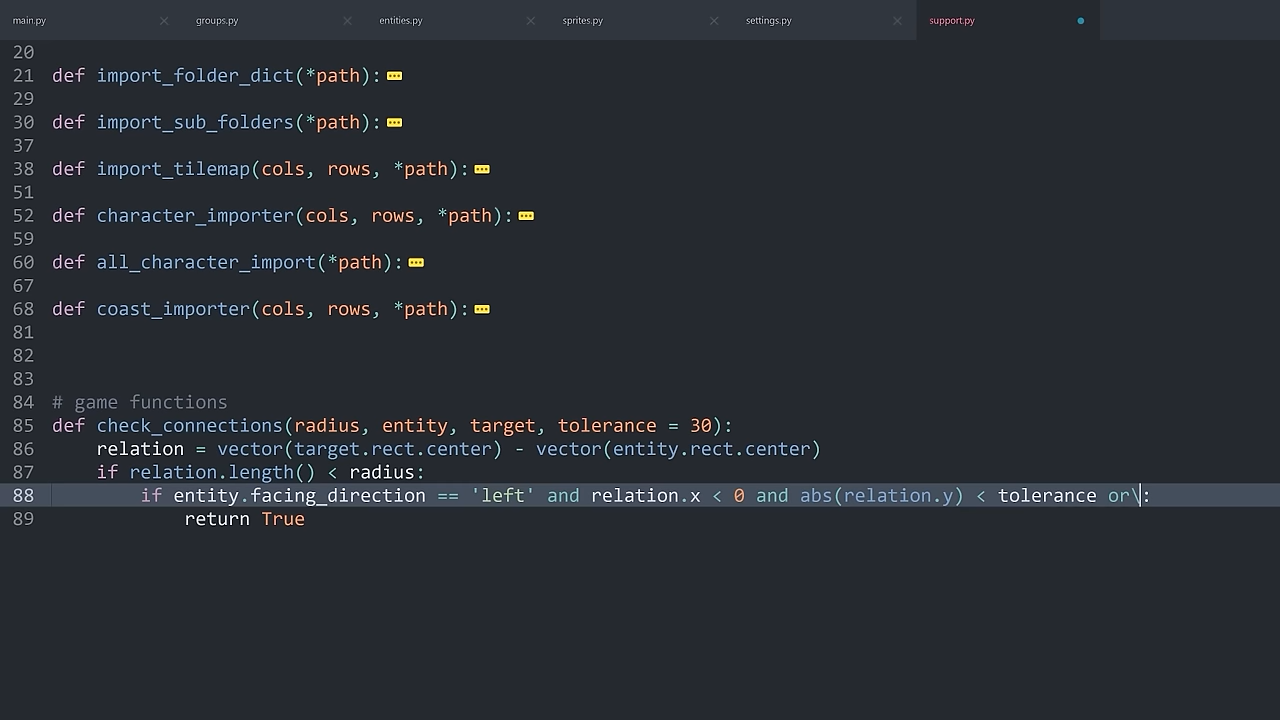 main.py × groups.py × entities.py × sprites.py × settings.py × support.py
20
21 def import_folder_dict(*path):
29
30 def import_sub_folders(*path):
37
38 def import_tilemap(cols, rows, *path):
51
52 def character_importer(cols, rows, *path):
59
60 def all_character_import(*path):
67
68 def coast_importer(cols, rows, *path):
81
82
83
84 # game functions
85 def check_connections(radius, entity, target, tolerance = 30):
86     relation = vector(target.rect.center) - vector(entity.rect.center)
87     if relation.length() < radius:
88         if entity.facing_direction == 'left' and relation.x < 0 and abs(relation.y) < tolerance or\:
89             return True